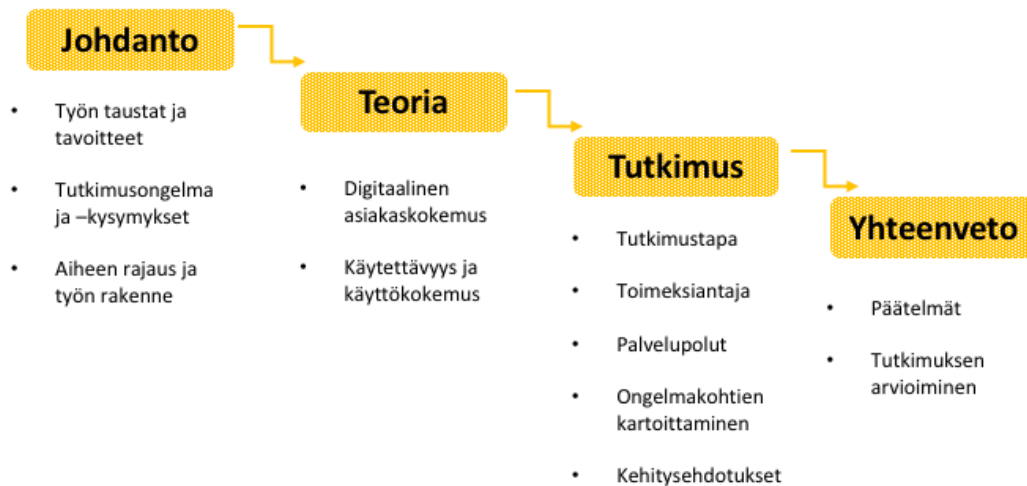 Johdanto
• Työn taustat ja
tavoitteet
• Tutkimusongelma
ja –kysymykset
• Aiheen rajaus ja
työn rakenne
Teoria
• Digitaalinen
asiakaskokemus
• Käytettävyys ja
käyttökokemus
Tutkimus
• Tutkimustapa
• Toimeksiantaja
• Palvelupolut
• Ongelmakohtien
kartoittaminen
• Kehitysehdotukset
Yhteenveto
• Päätelmät
• Tutkimuksen
arvioiminen